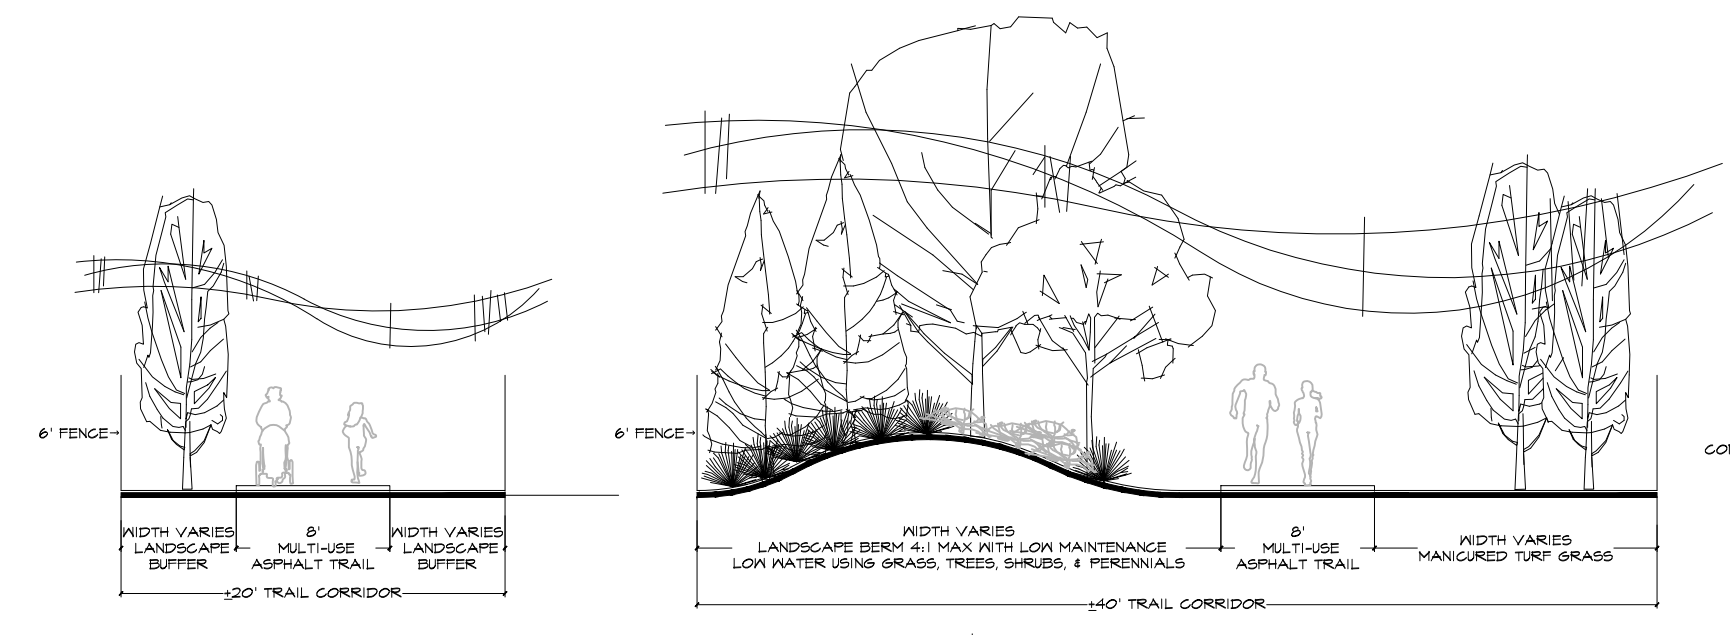 6' FENCE
WIDTH VARIES
LANDSCAPE
BUFFER
8'
MULTI-USE
ASPHALT TRAIL
WIDTH VARIES
LANDSCAPE
BUFFER
±20' TRAIL CORRIDOR
6' FENCE
WIDTH VARIES
LANDSCAPE BERM 4:1 MAX WITH LOW MAINTENANCE
LOW WATER USING GRASS, TREES, SHRUBS, & PERENNIALS
8'
MULTI-USE
ASPHALT TRAIL
WIDTH VARIES
MANICURED TURF GRASS
±40' TRAIL CORRIDOR